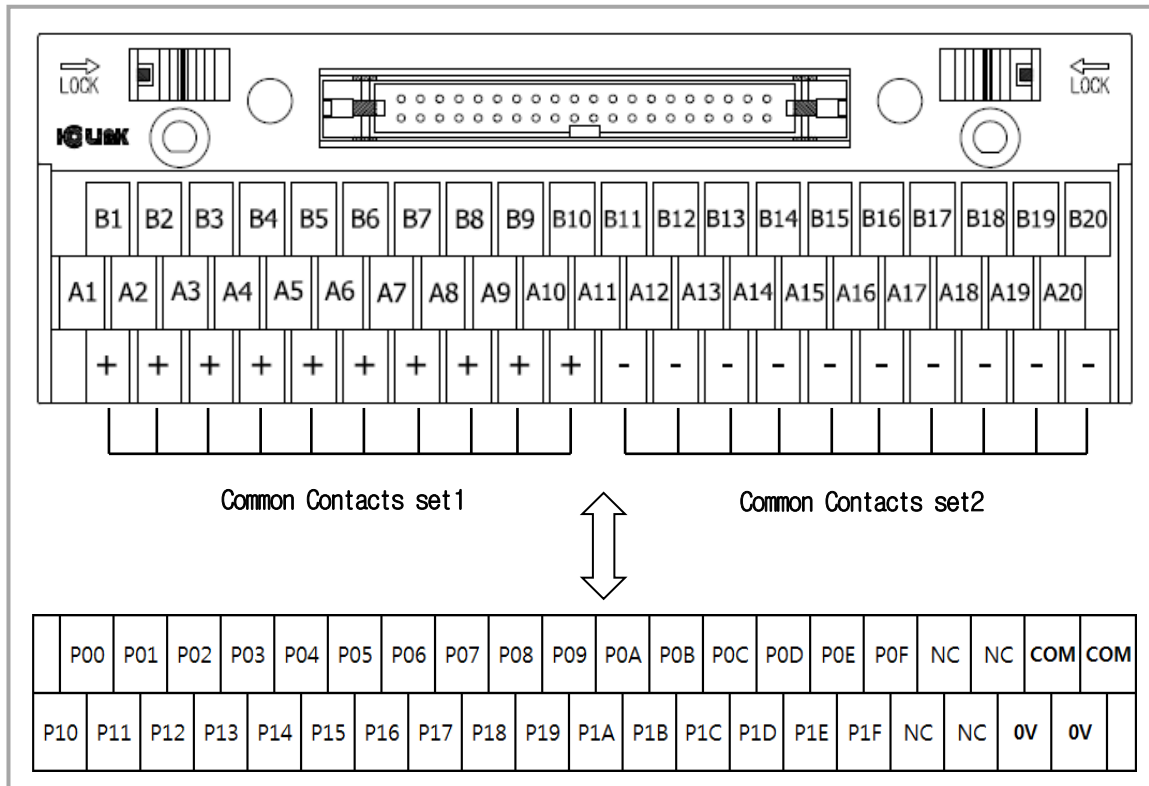 LOCK LOCK
IO LINK
B1 B2 B3 B4 B5 B6 B7 B8 B9 B10 B11 B12 B13 B14 B15 B16 B17 B18 B19 B20
A1 A2 A3 A4 A5 A6 A7 A8 A9 A10 A11 A12 A13 A14 A15 A16 A17 A18 A19 A20
+ + + + + + + + + + - - - - - - - - - -
Common Contacts set1 Common Contacts set2
P00 P01 P02 P03 P04 P05 P06 P07 P08 P09 P0A P0B P0C P0D P0E P0F NC NC COM COM
P10 P11 P12 P13 P14 P15 P16 P17 P18 P19 P1A P1B P1C P1D P1E P1F NC NC 0V 0V